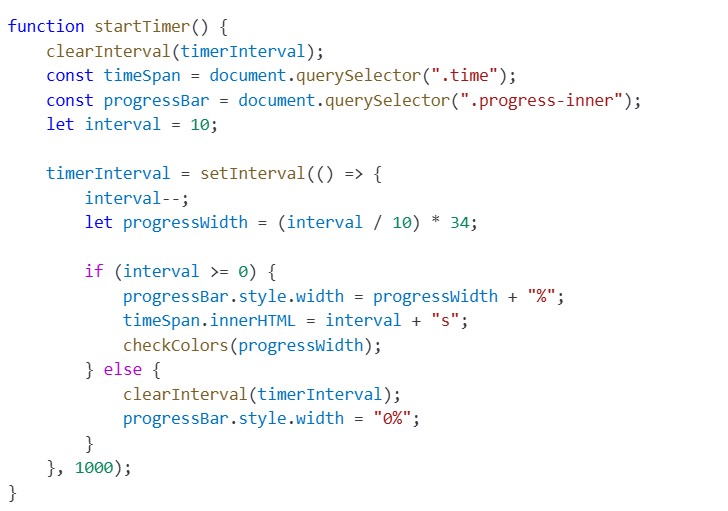 function startTimer() {
    clearInterval(timerInterval);
    const timeSpan = document.querySelector(".time");
    const progressBar = document.querySelector(".progress-inner");
    let interval = 10;

    timerInterval = setInterval(() => {
        interval--;
        let progressWidth = (interval / 10) * 34;

        if (interval >= 0) {
            progressBar.style.width = progressWidth + "%";
            timeSpan.innerHTML = interval + "s";
            checkColors(progressWidth);
        } else {
            clearInterval(timerInterval);
            progressBar.style.width = "0%";
        }
    }, 1000);
}